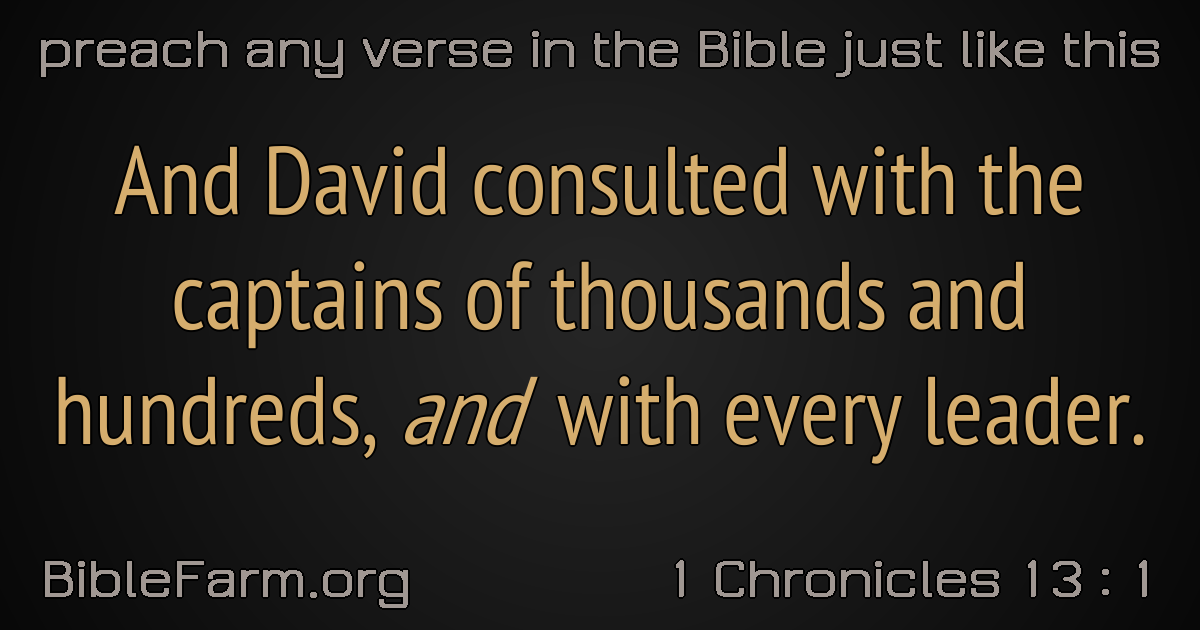 preach any verse in the Bible just like this
And David consulted with the
captains of thousands and
hundreds, and with every leader.
BibleFarm.org
1 Chronicles 13 : 1